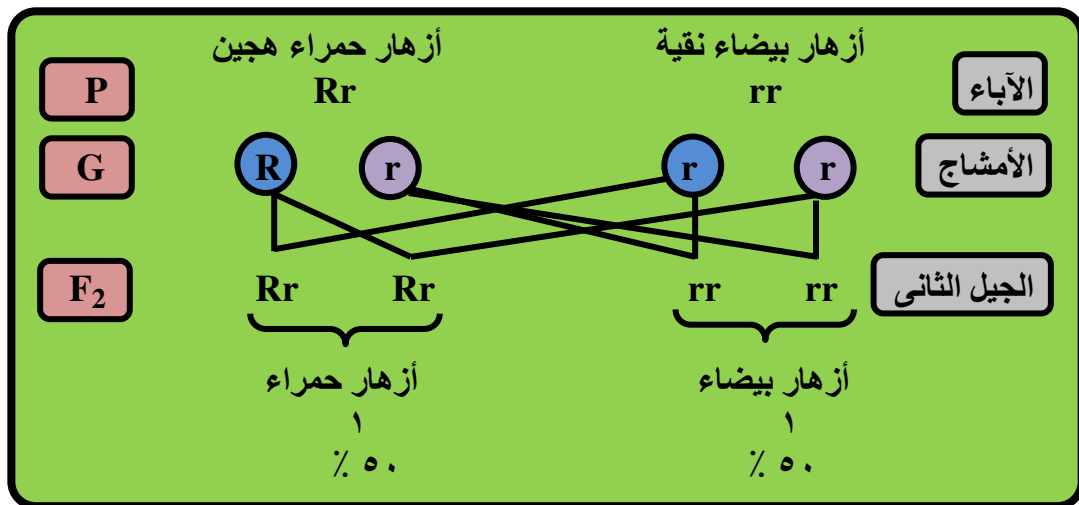 أزهار بيضاء نقية أزهار حمراء هجين
الآباء rr Rr P
الأمشاج r r r R G
الجيل الثانى rr rr Rr Rr F₂
أزهار بيضاء أزهار حمراء
١ ١
٥٠ ٪ ٥٠ ٪